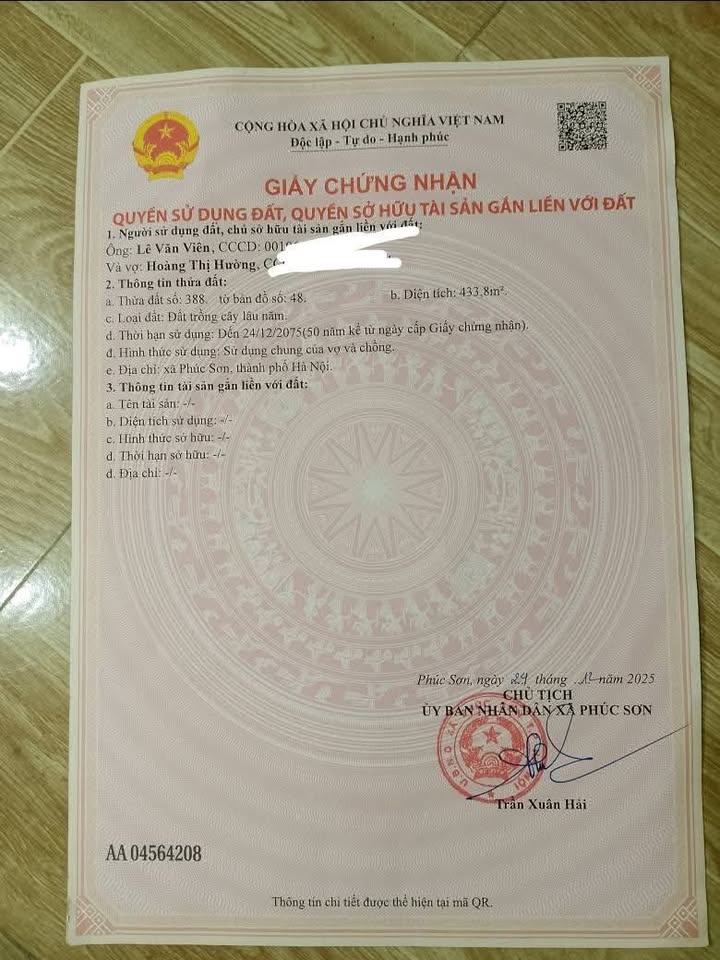 CỘNG HÒA XÃ HỘI CHỦ NGHĨA VIỆT NAM
Độc lập - Tự do - Hạnh phúc
GIẤY CHỨNG NHẬN
QUYỀN SỬ DỤNG ĐẤT, QUYỀN SỞ HỮU TÀI SẢN GẮN LIỀN VỚI ĐẤT
1. Người sử dụng đất, chủ sở hữu tài sản gắn liền với đất:
Ông: Lê Văn Viên, CCCD: 001
Và vợ: Hoàng Thị Hường,
2. Thông tin thửa đất:
a. Thửa đất số: 388. tờ bản đồ số: 48. b. Diện tích: 433,8m².
c. Loại đất: Đất trồng cây lâu năm.
d. Thời hạn sử dụng: Đến 24/12/2075(50 năm kể từ ngày cấp Giấy chứng nhận).
đ. Hình thức sử dụng: Sử dụng chung của vợ và chồng.
e. Địa chỉ: xã Phúc Sơn, thành phố Hà Nội.
3. Thông tin tài sản gắn liền với đất:
a. Tên tài sản: -/-
b. Diện tích sử dụng: -/-
c. Hình thức sở hữu: -/-
d. Thời hạn sở hữu: -/-
đ. Địa chỉ: -/-
Phúc Sơn, ngày 24 tháng 12 năm 2025
CHỦ TỊCH
ỦY BAN NHÂN DÂN XÃ PHÚC SƠN
Trần Xuân Hải
AA 04564208
Thông tin chi tiết được thể hiện tại mã QR.